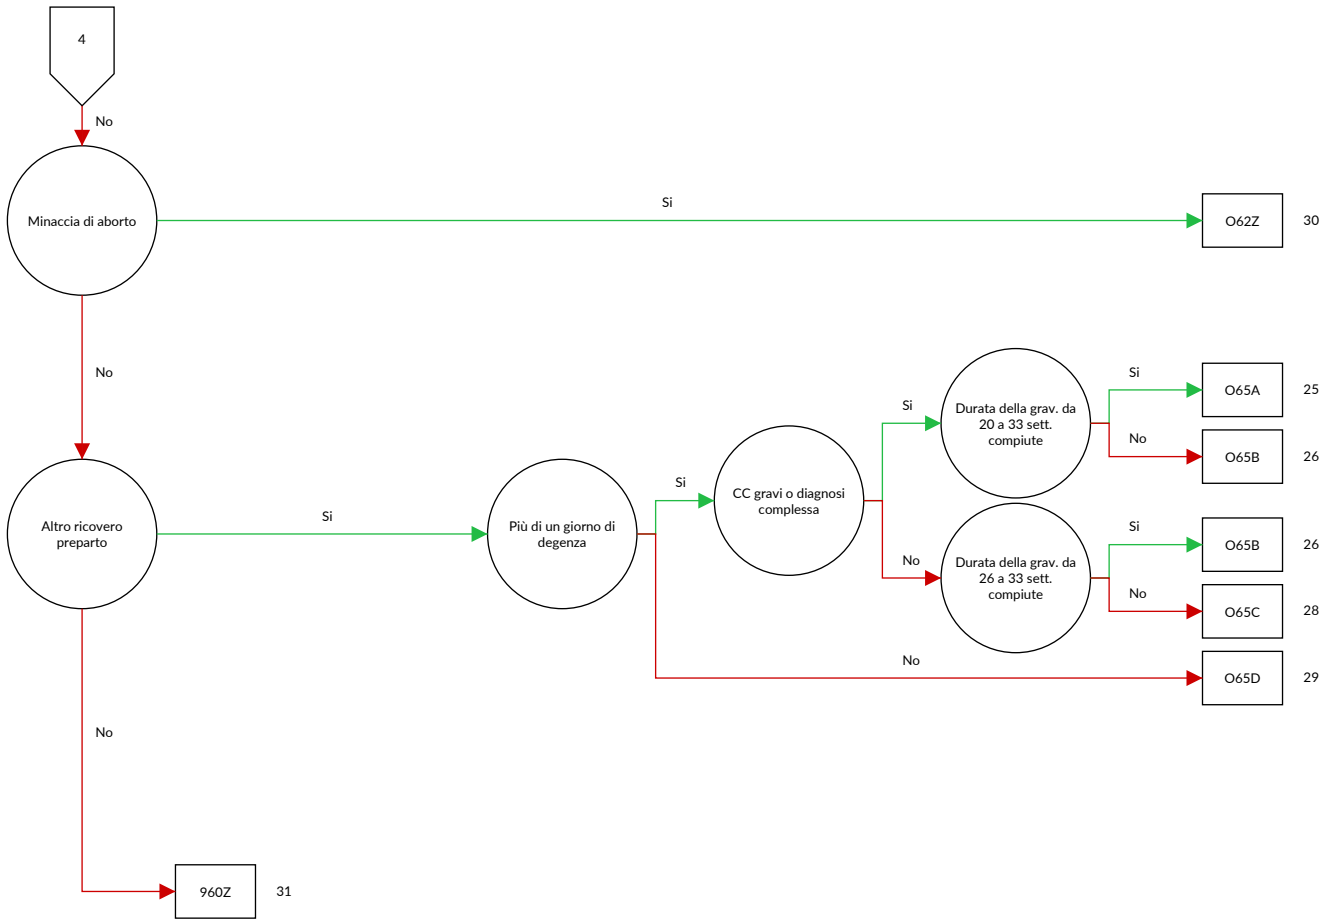 4
No
Minaccia di aborto
Si
O62Z
30
No
Altro ricovero
preparto
Si
Più di un giorno di
degenza
Si
CC gravi o diagnosi
complessa
Si
Durata della grav. da
20 a 33 sett.
compiute
Si
O65A
25
No
O65B
26
No
Durata della grav. da
26 a 33 sett.
compiute
Si
O65B
26
No
O65C
28
No
O65D
29
No
960Z
31